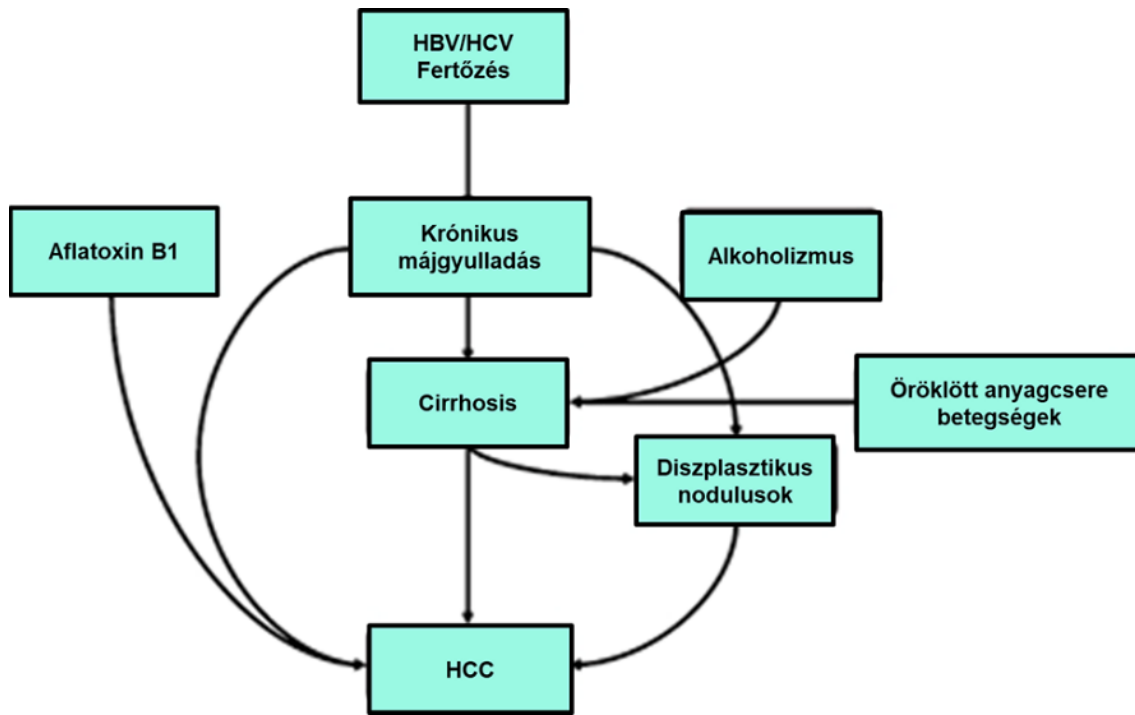 HBV/HCV
Fertőzés
Aflatoxin B1
Krónikus
májgyulladás
Alkoholizmus
Cirrhosis
Öröklött anyagcsere
betegségek
Diszplasztikus
nodulusok
HCC